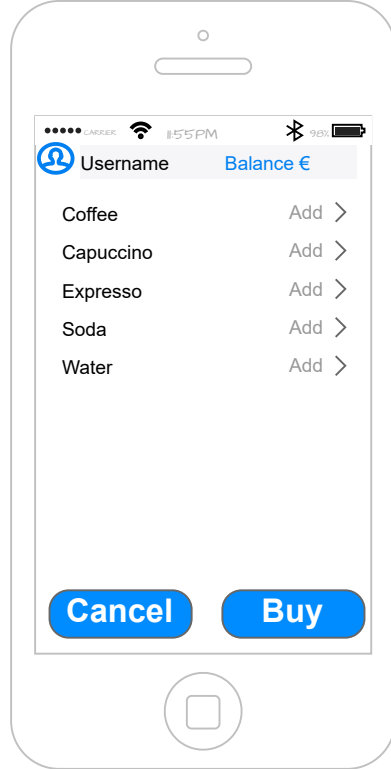 CARRER 11:55PM 98%
Username Balance €
Coffee Add
Capuccino Add
Expresso Add
Soda Add
Water Add
Cancel Buy